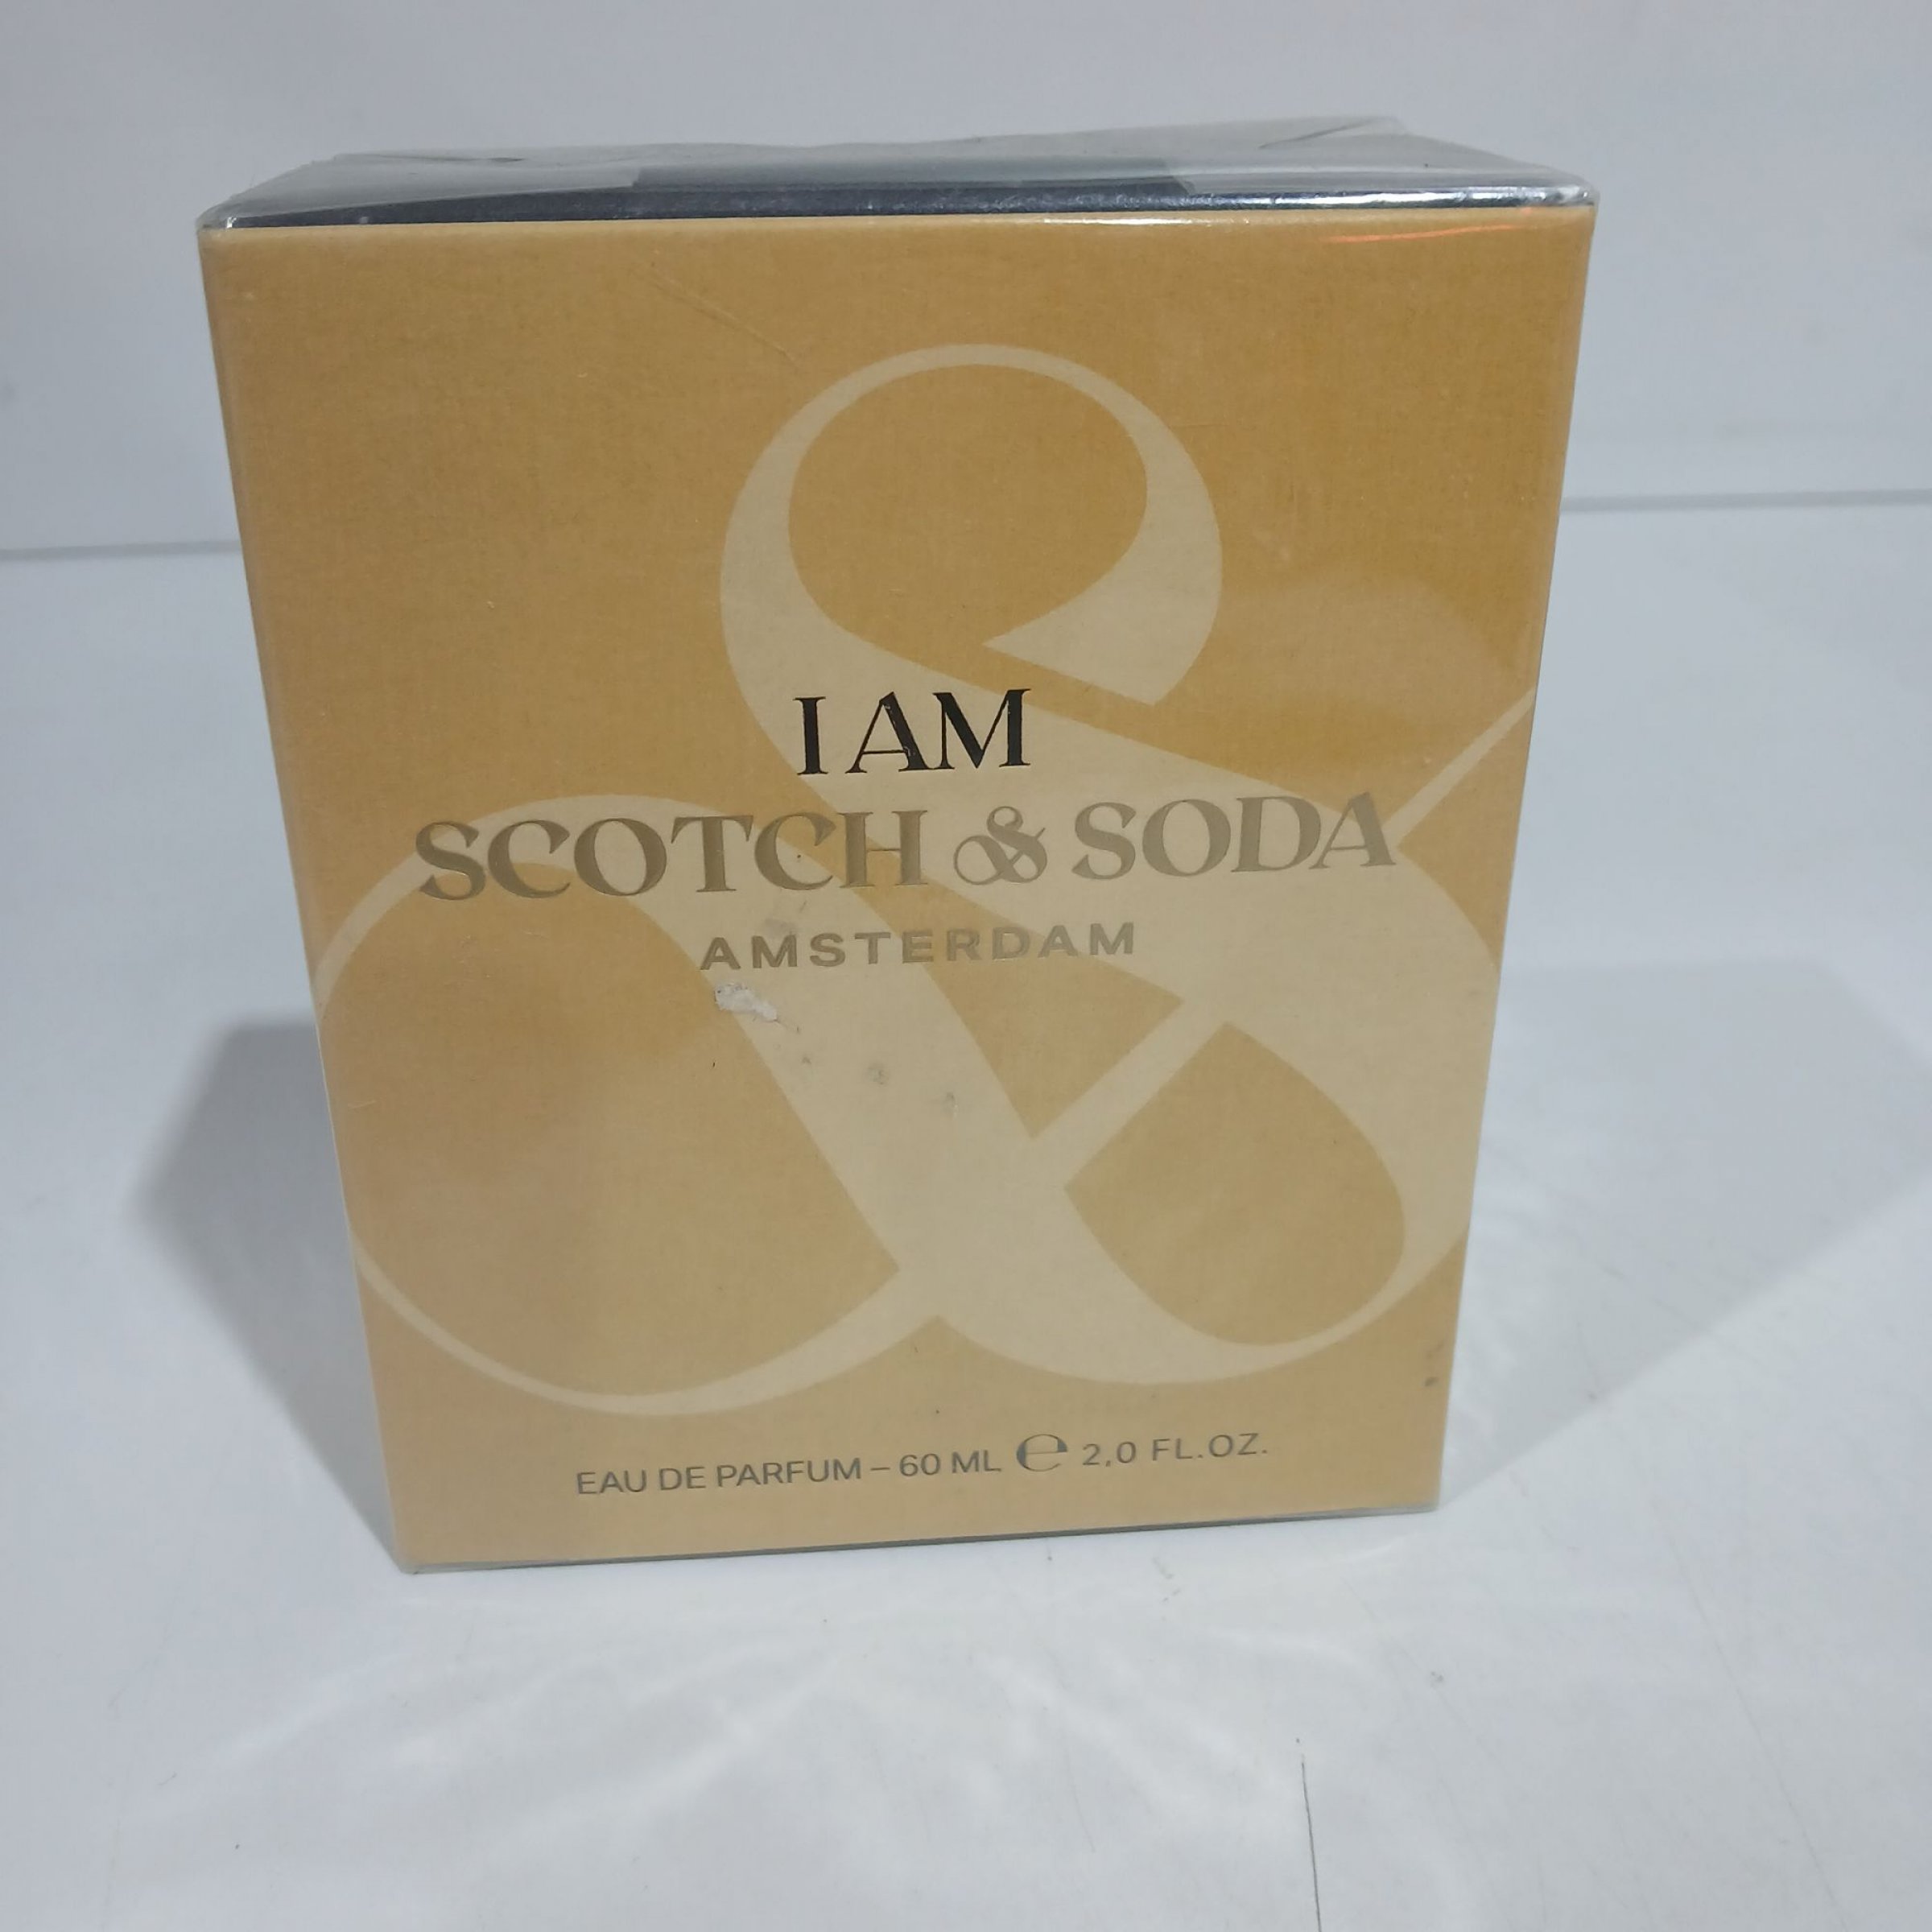 I AM
SCOTCH & SODA
AMSTERDAM
EAU DE PARFUM – 60 ML ℮ 2,0 FL.OZ.